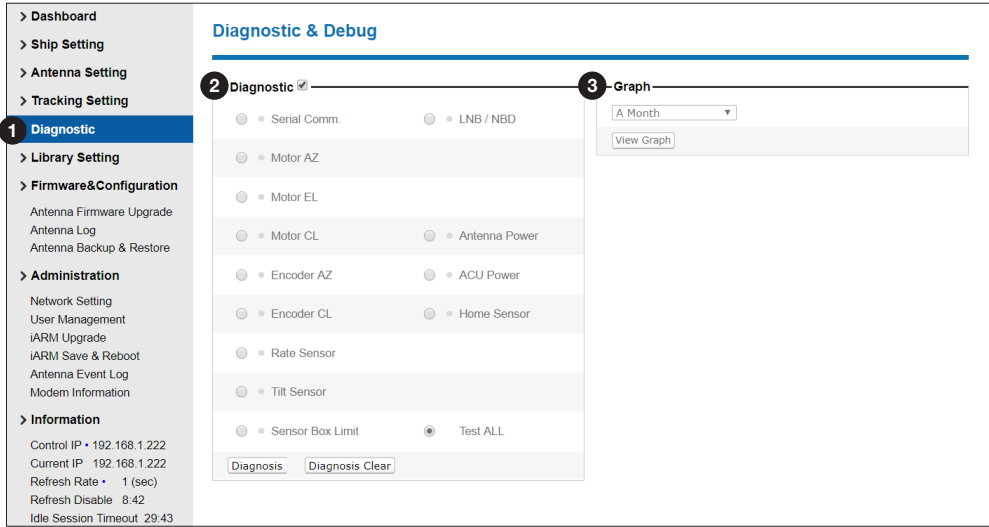 Dashboard
Ship Setting
Antenna Setting
Tracking Setting
1 Diagnostic
Library Setting
Firmware&Configuration
Antenna Firmware Upgrade
Antenna Log
Antenna Backup & Restore
Administration
Network Setting
User Management
iARM Upgrade
iARM Save & Reboot
Antenna Event Log
Modem Information
Information
Control IP • 192.168.1.222
Current IP 192.168.1.222
Refresh Rate • 1 (sec)
Refresh Disable 8:42
Idle Session Timeout 29:43
Diagnostic & Debug
2 Diagnostic
Serial Comm. LNB / NBD
Motor AZ
Motor EL
Motor CL Antenna Power
Encoder AZ ACU Power
Encoder CL Home Sensor
Rate Sensor
Tilt Sensor
Sensor Box Limit Test ALL
Diagnosis Diagnosis Clear
3 Graph
A Month
View Graph